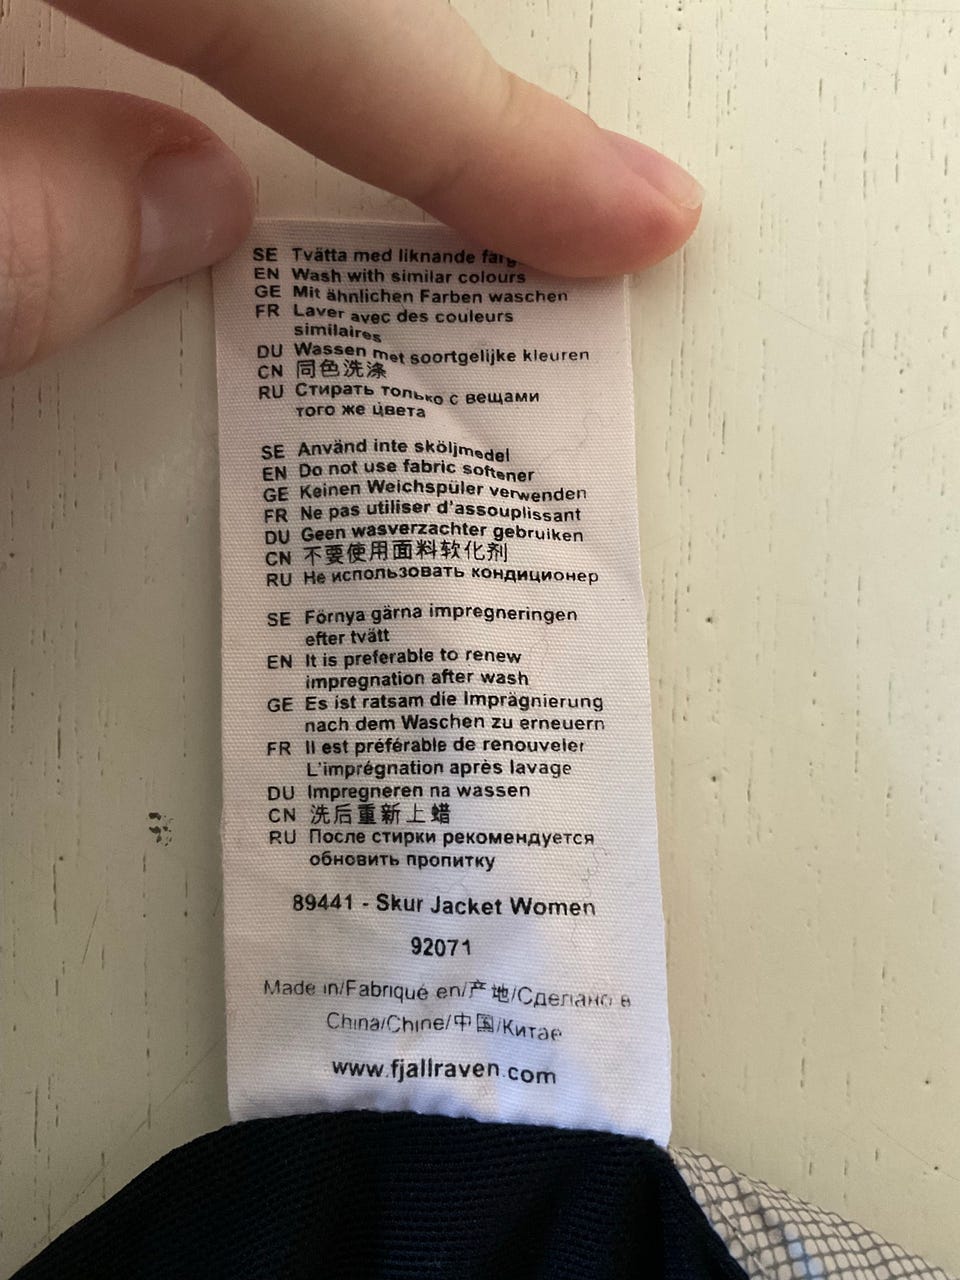 SE Tvätta med liknande färg
EN Wash with similar colours
GE Mit ähnlichen Farben waschen
FR Laver avec des couleurs
similaires
DU Wassen met soortgelijke kleuren
CN 同色洗涤
RU Стирать только с вещами
того же цвета
SE Använd inte sköljmedel
EN Do not use fabric softener
GE Keinen Weichspüler verwenden
FR Ne pas utiliser d'assouplissant
DU Geen wasverzachter gebruiken
CN 不要使用面料软化剂
RU Не использовать кондиционер
SE Förnya gärna impregneringen
efter tvätt
EN It is preferable to renew
impregnation after wash
GE Es ist ratsam die Imprägnierung
nach dem Waschen zu erneuern
FR Il est préférable de renouveler
L'imprégnation après lavage
DU Impregneren na wassen
CN 洗后重新上蜡
RU После стирки рекомендуется
обновить пропитку
89441 - Skur Jacket Women
92071
Made in/Fabriqué en/产地/Сделано в
China/Chine/中国/Китае
www.fjallraven.com